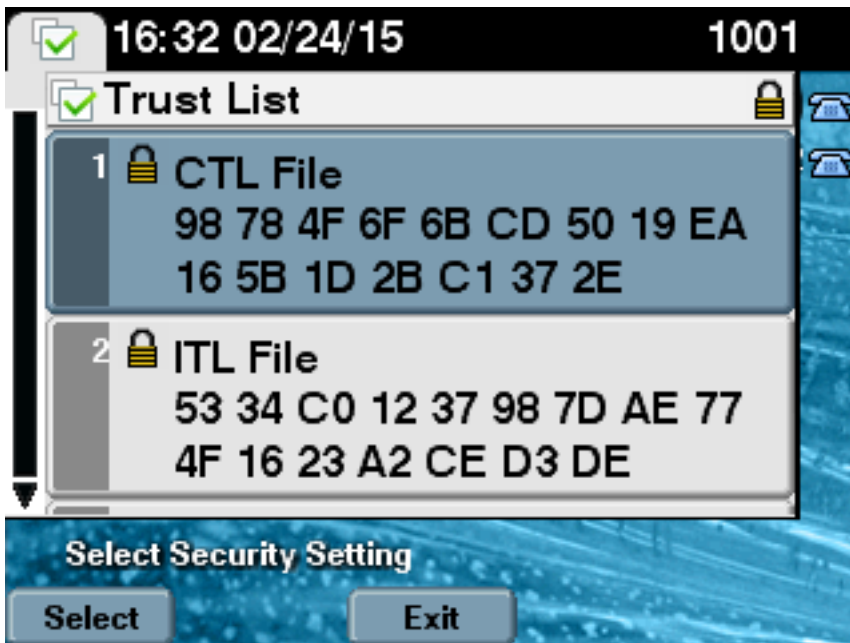 16:32 02/24/15 1001
Trust List
1 CTL File
98 78 4F 6F 6B CD 50 19 EA
16 5B 1D 2B C1 37 2E
2 ITL File
53 34 C0 12 37 98 7D AE 77
4F 16 23 A2 CE D3 DE
Select Security Setting
Select Exit